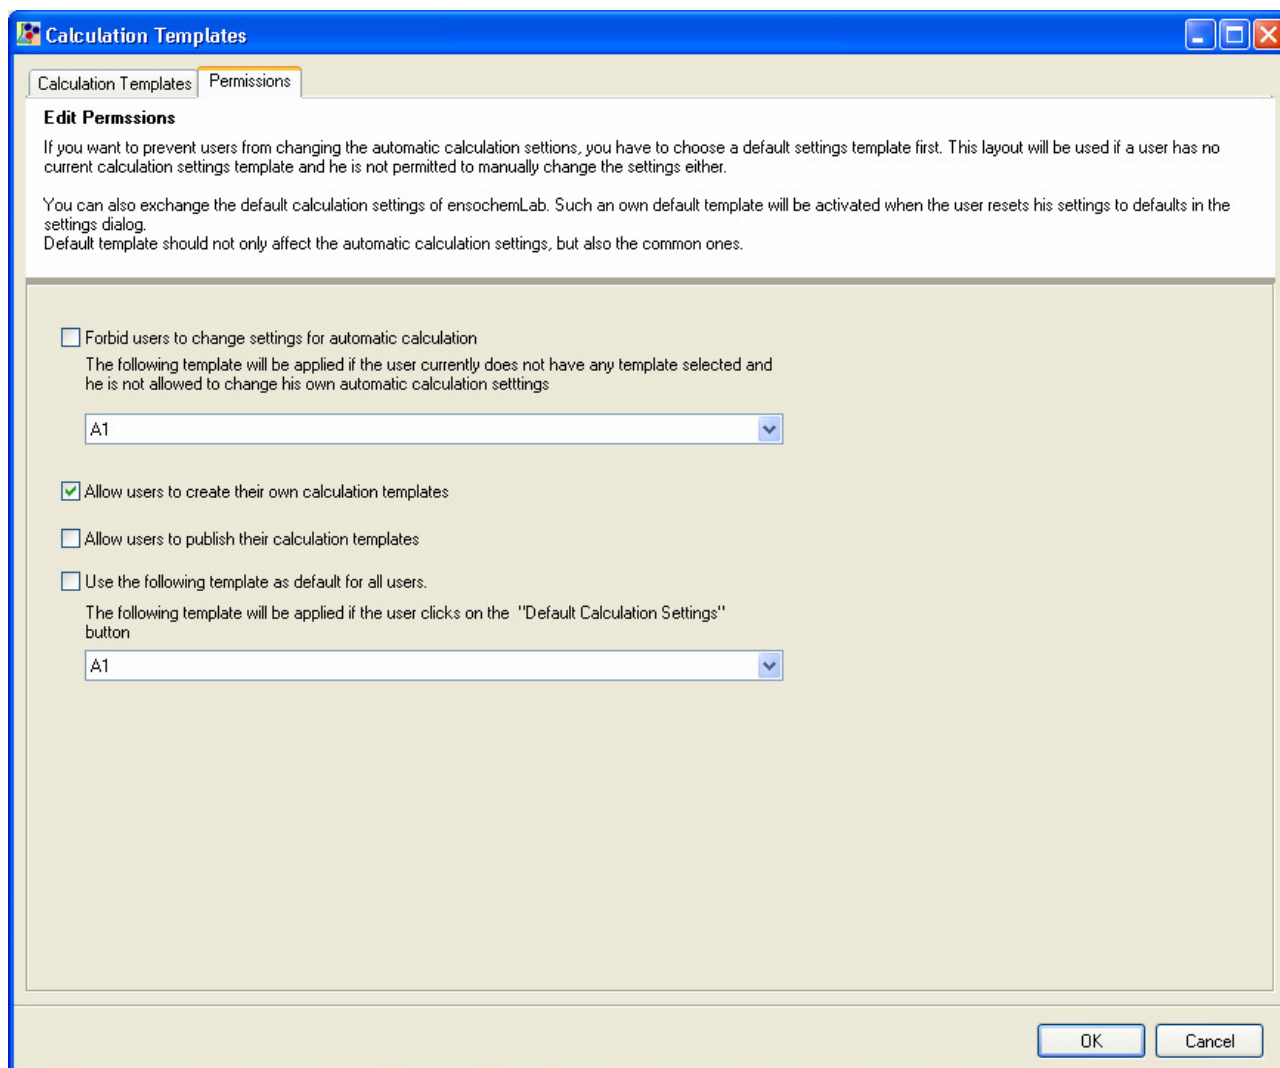 Calculation Templates
Calculation Templates
Permissions
Edit Permssions
If you want to prevent users from changing the automatic calculation settions, you have to choose a default settings template first. This layout will be used if a user has no
current calculation settings template and he is not permitted to manually change the settings either.
You can also exchange the default calculation settings of ensochemLab. Such an own default template will be activated when the user resets his settings to defaults in the
settings dialog.
Default template should not only affect the automatic calculation settings, but also the common ones.
Forbid users to change settings for automatic calculation
The following template will be applied if the user currently does not have any template selected and
he is not allowed to change his own automatic calculation setttings
A1
Allow users to create their own calculation templates
Allow users to publish their calculation templates
Use the following template as default for all users.
The following template will be applied if the user clicks on the "Default Calculation Settings"
button
A1
OK
Cancel